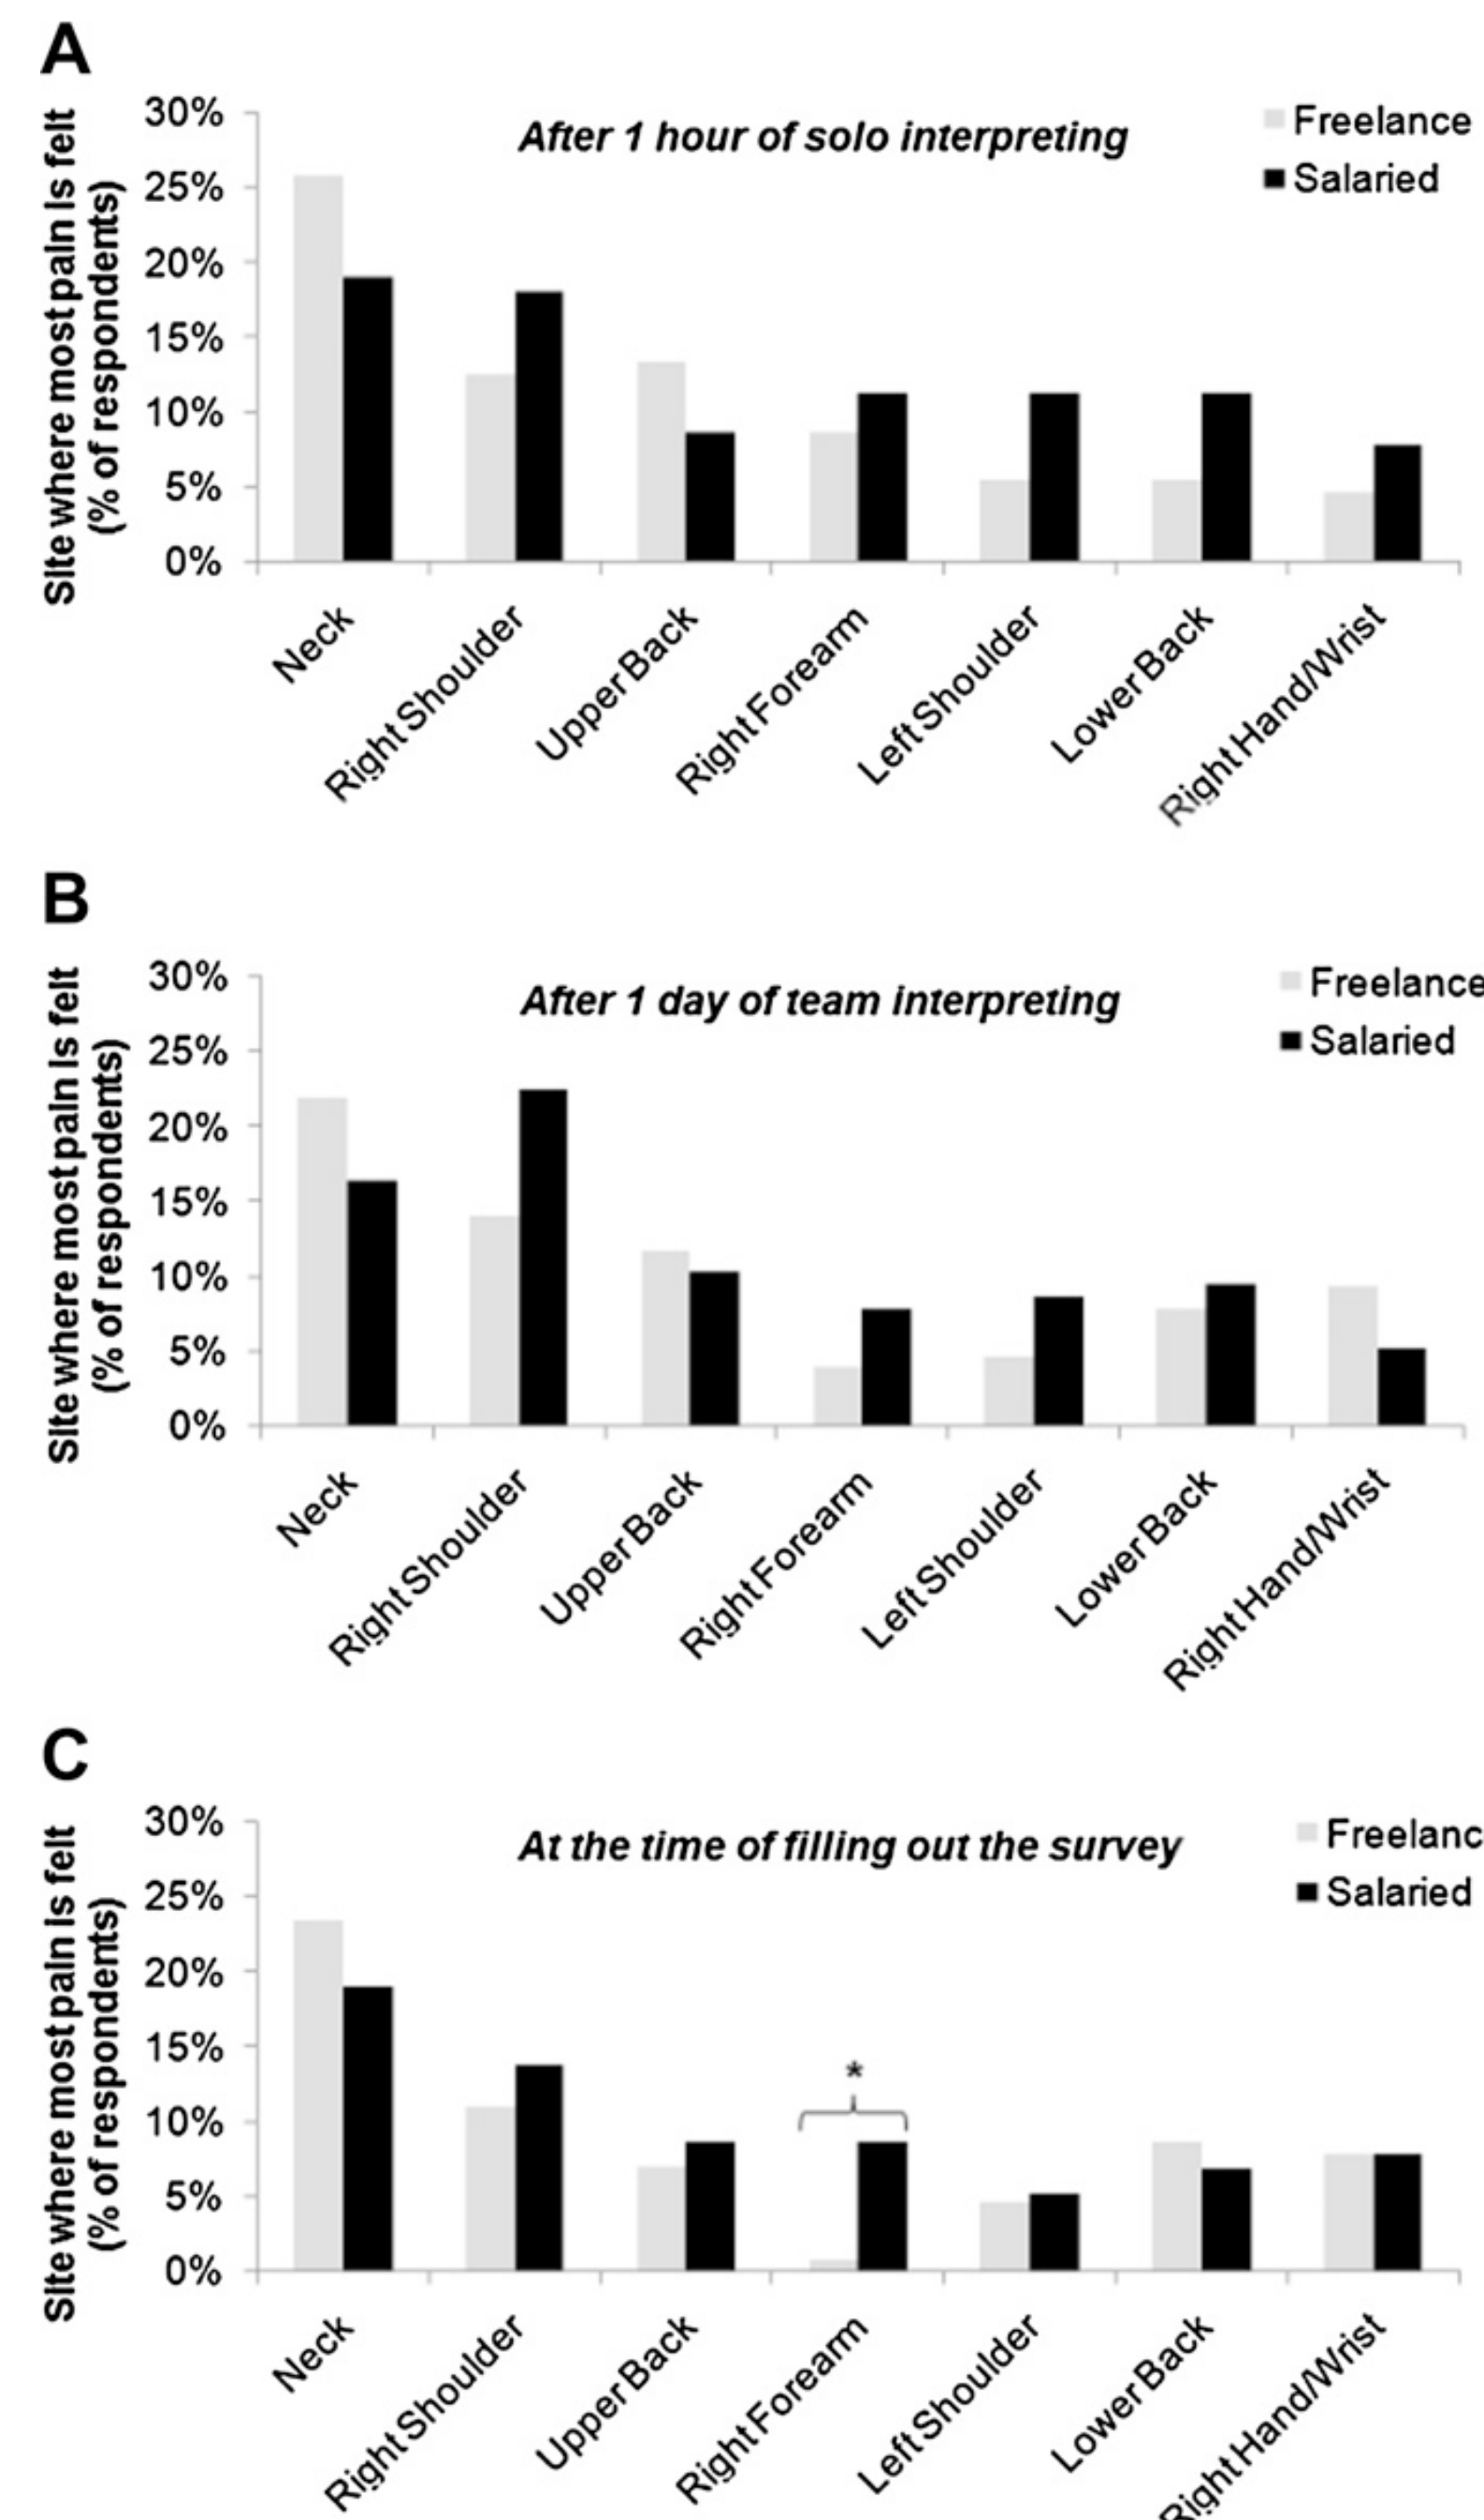 A
Site where most pain is felt
(% of respondents)
30%
25%
20%
15%
10%
5%
0%
After 1 hour of solo interpreting
Freelance
Salaried
Neck
Right Shoulder
Upper Back
Right Forearm
Left Shoulder
Lower Back
Right Hand/Wrist
B
Site where most pain is felt
(% of respondents)
30%
25%
20%
15%
10%
5%
0%
After 1 day of team interpreting
Freelance
Salaried
Neck
Right Shoulder
Upper Back
Right Forearm
Left Shoulder
Lower Back
Right Hand/Wrist
C
Site where most pain is felt
(% of respondents)
30%
25%
20%
15%
10%
5%
0%
At the time of filling out the survey
Freelanc
Salaried
*
Neck
Right Shoulder
Upper Back
Right Forearm
Left Shoulder
Lower Back
Right Hand/Wrist